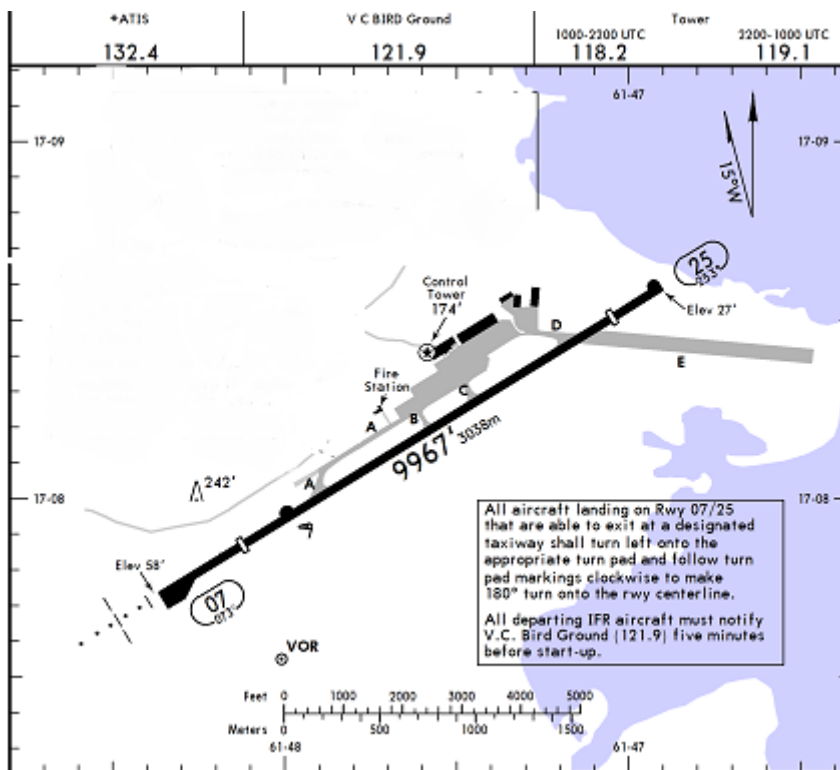 *ATIS
132.4
V C BIRD Ground
121.9
Tower
1000-2200 UTC
118.2
2200-1000 UTC
119.1
61-47
17-09
17-09
15°W
25
253°
Control
Tower
174'
Elev 27'
D
E
Fire
Station
C
B
A
9967' 3038m
A
242'
17-08
17-08
Elev 58'
07
073°
VOR
All aircraft landing on Rwy 07/25
that are able to exit at a designated
taxiway shall turn left onto the
appropriate turn pad and follow turn
pad markings clockwise to make
180° turn onto the rwy centerline.
All departing IFR aircraft must notify
V.C. Bird Ground (121.9) five minutes
before start-up.
Feet 0 1000 2000 3000 4000 5000
Meters 0 500 1000 1500
61-48
61-47